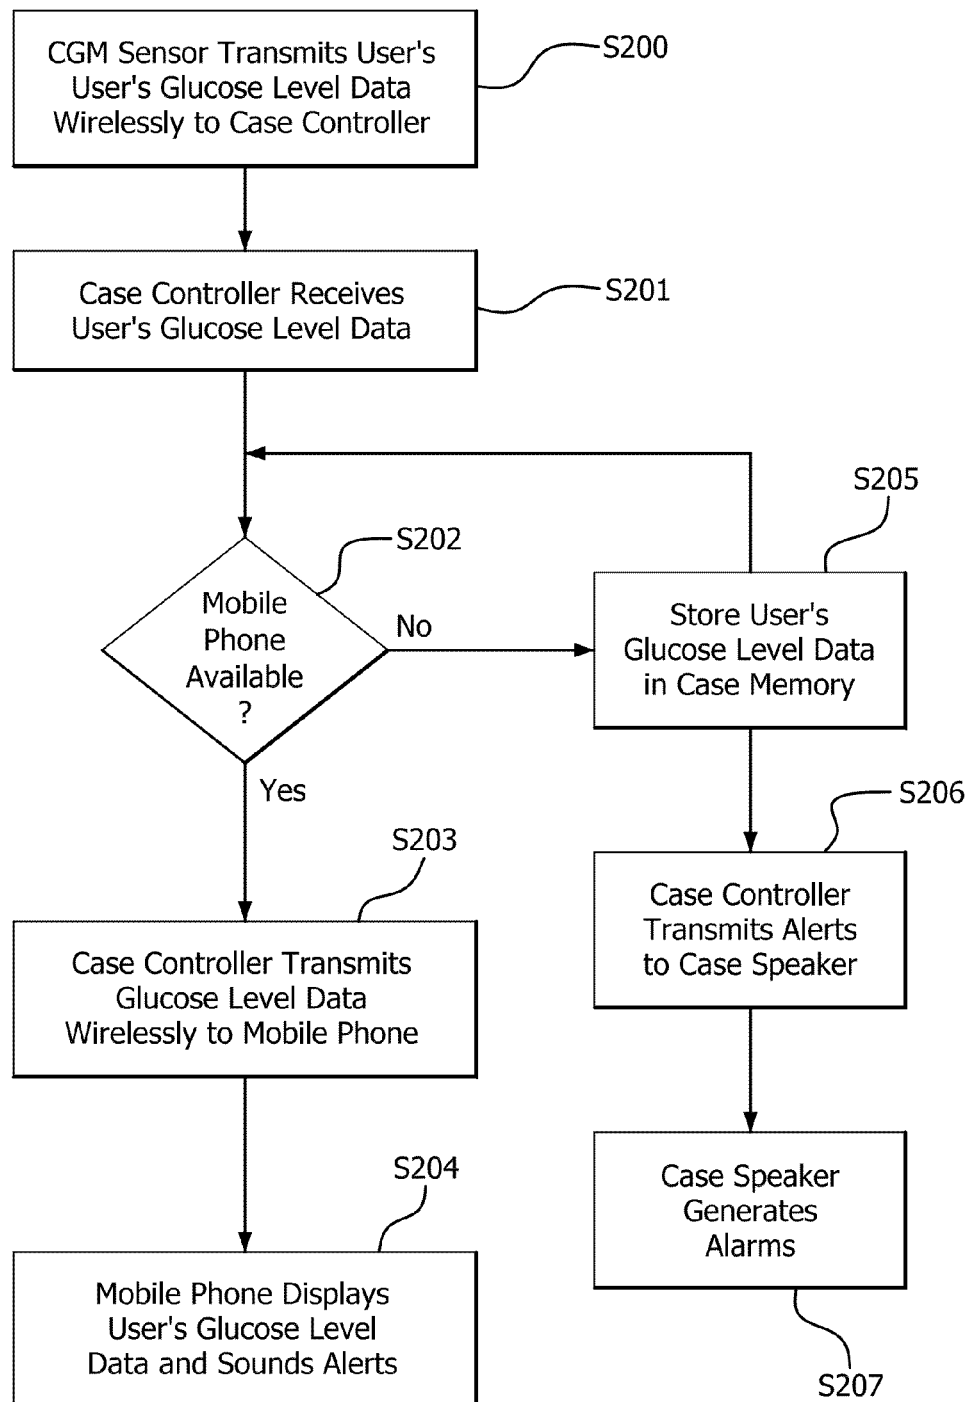 CGM Sensor Transmits User's
User's Glucose Level Data
Wirelessly to Case Controller
S200
Case Controller Receives
User's Glucose Level Data
S201
S202
Mobile
Phone
Available
?
No
Yes
S205
Store User's
Glucose Level Data
in Case Memory
S203
Case Controller Transmits
Glucose Level Data
Wirelessly to Mobile Phone
S206
Case Controller
Transmits Alerts
to Case Speaker
S204
Mobile Phone Displays
User's Glucose Level
Data and Sounds Alerts
Case Speaker
Generates
Alarms
S207